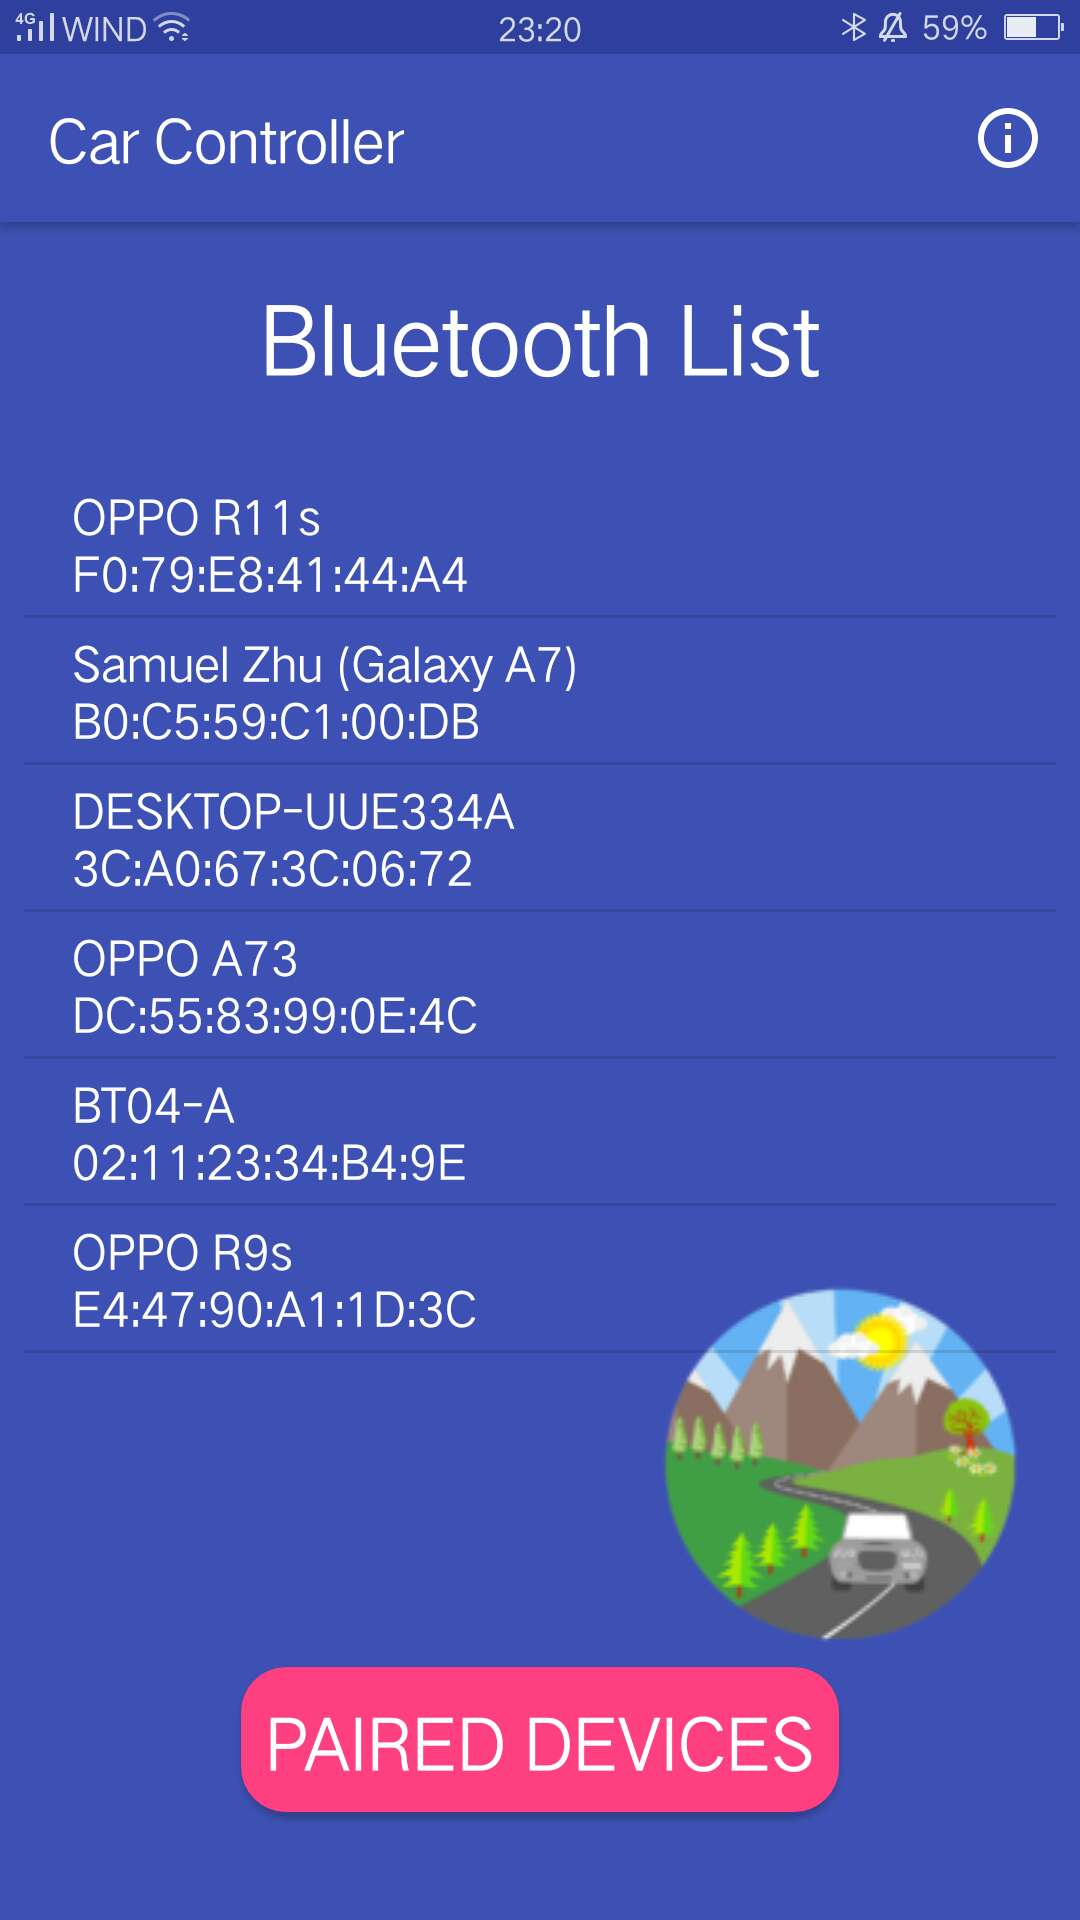 4G WIND 23:20 59%
Car Controller
Bluetooth List
OPPO R11s
F0:79:E8:41:44:A4
Samuel Zhu (Galaxy A7)
B0:C5:59:C1:00:DB
DESKTOP-UUE334A
3C:A0:67:3C:06:72
OPPO A73
DC:55:83:99:0E:4C
BT04-A
02:11:23:34:B4:9E
OPPO R9s
E4:47:90:A1:1D:3C
PAIRED DEVICES